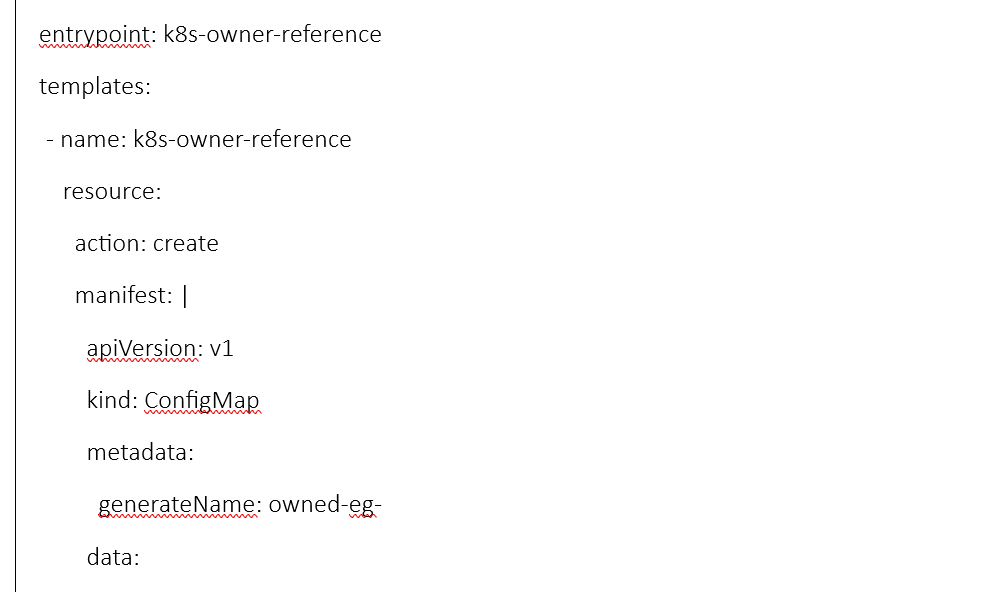 entrypoint: k8s-owner-reference
templates:
- name: k8s-owner-reference
resource:
action: create
manifest: |
apiVersion: v1
kind: ConfigMap
metadata:
generateName: owned-eg-
data: